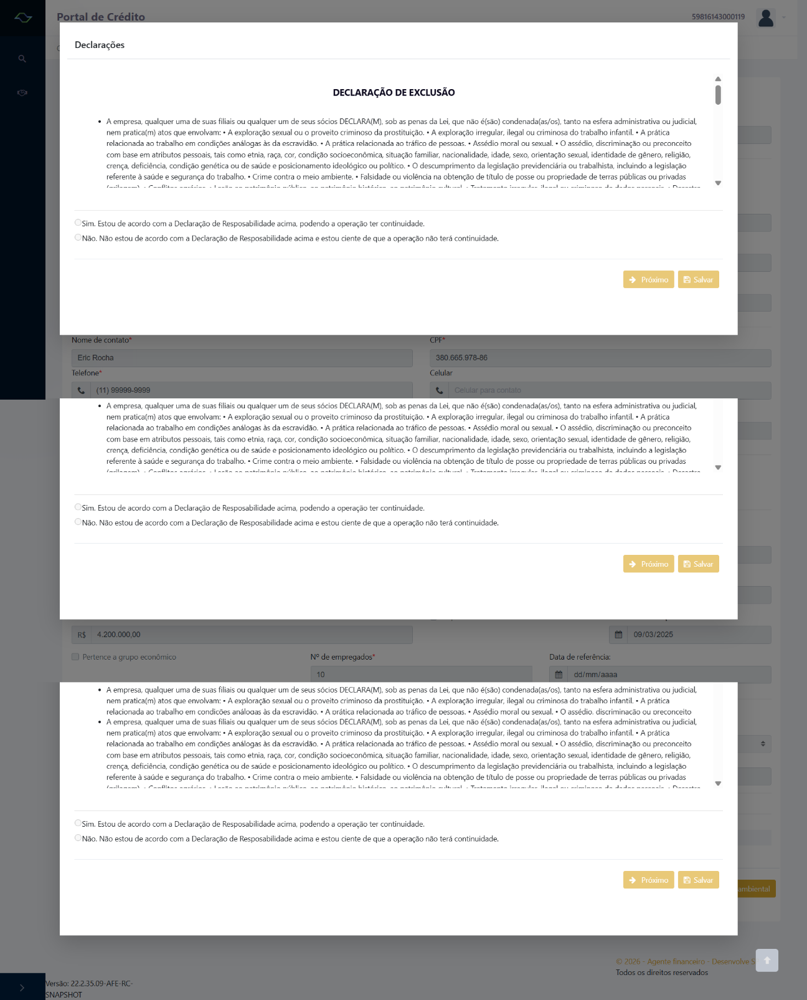 Portal de Crédito
59816143000119
Declarações
DECLARAÇÃO DE EXCLUSÃO
• A empresa, qualquer uma de suas filiais ou qualquer um de seus sócios DECLARA(M), sob as penas da Lei, que não é(são) condenada(as/os), tanto na esfera administrativa ou judicial,
nem pratica(m) atos que envolvam: • A exploração sexual ou o proveito criminoso da prostituição. • A exploração irregular, ilegal ou criminosa do trabalho infantil. • A prática
relacionada ao trabalho em condições análogas às da escravidão. • A prática relacionada ao tráfico de pessoas. • Assédio moral ou sexual. • O assédio, discriminação ou preconceito
com base em atributos pessoais, tais como etnia, raça, cor, condição socioeconômica, situação familiar, nacionalidade, idade, sexo, orientação sexual, identidade de gênero, religião,
crença, deficiência, condição genética ou de saúde e posicionamento ideológico ou político. • O descumprimento da legislação previdenciária ou trabalhista, incluindo a legislação
referente à saúde e segurança do trabalho. • Crime contra o meio ambiente. • Falsidade ou violência na obtenção de título de posse ou propriedade de terras públicas ou privadas
Sim. Estou de acordo com a Declaração de Resposabilidade acima, podendo a operação ter continuidade.
Não. Não estou de acordo com a Declaração de Resposabilidade acima e estou ciente de que a operação não terá continuidade.
Próximo Salvar
Nome de contato* CPF*
Eric Rocha 380.665.978-86
Telefone* Celular
(11) 99999-9999 Celular para contato
• A empresa, qualquer uma de suas filiais ou qualquer um de seus sócios DECLARA(M), sob as penas da Lei, que não é(são) condenada(as/os), tanto na esfera administrativa ou judicial,
nem pratica(m) atos que envolvam: • A exploração sexual ou o proveito criminoso da prostituição. • A exploração irregular, ilegal ou criminosa do trabalho infantil. • A prática
relacionada ao trabalho em condições análogas às da escravidão. • A prática relacionada ao tráfico de pessoas. • Assédio moral ou sexual. • O assédio, discriminação ou preconceito
com base em atributos pessoais, tais como etnia, raça, cor, condição socioeconômica, situação familiar, nacionalidade, idade, sexo, orientação sexual, identidade de gênero, religião,
crença, deficiência, condição genética ou de saúde e posicionamento ideológico ou político. • O descumprimento da legislação previdenciária ou trabalhista, incluindo a legislação
referente à saúde e segurança do trabalho. • Crime contra o meio ambiente. • Falsidade ou violência na obtenção de título de posse ou propriedade de terras públicas ou privadas
Sim. Estou de acordo com a Declaração de Resposabilidade acima, podendo a operação ter continuidade.
Não. Não estou de acordo com a Declaração de Resposabilidade acima e estou ciente de que a operação não terá continuidade.
Próximo Salvar
R$ 4.200.000,00 09/03/2025
Pertence a grupo econômico Nº de empregados* Data de referência:
10 dd/mm/aaaa
• A empresa, qualquer uma de suas filiais ou qualquer um de seus sócios DECLARA(M), sob as penas da Lei, que não é(são) condenada(as/os), tanto na esfera administrativa ou judicial,
nem pratica(m) atos que envolvam: • A exploração sexual ou o proveito criminoso da prostituição. • A exploração irregular, ilegal ou criminosa do trabalho infantil. • A prática
relacionada ao trabalho em condições análogas às da escravidão. • A prática relacionada ao tráfico de pessoas. • Assédio moral ou sexual. • O assédio, discriminação ou preconceito
• A empresa, qualquer uma de suas filiais ou qualquer um de seus sócios DECLARA(M), sob as penas da Lei, que não é(são) condenada(as/os), tanto na esfera administrativa ou judicial,
nem pratica(m) atos que envolvam: • A exploração sexual ou o proveito criminoso da prostituição. • A exploração irregular, ilegal ou criminosa do trabalho infantil. • A prática
relacionada ao trabalho em condições análogas às da escravidão. • A prática relacionada ao tráfico de pessoas. • Assédio moral ou sexual. • O assédio, discriminação ou preconceito
com base em atributos pessoais, tais como etnia, raça, cor, condição socioeconômica, situação familiar, nacionalidade, idade, sexo, orientação sexual, identidade de gênero, religião,
crença, deficiência, condição genética ou de saúde e posicionamento ideológico ou político. • O descumprimento da legislação previdenciária ou trabalhista, incluindo a legislação
referente à saúde e segurança do trabalho. • Crime contra o meio ambiente. • Falsidade ou violência na obtenção de título de posse ou propriedade de terras públicas ou privadas
Sim. Estou de acordo com a Declaração de Resposabilidade acima, podendo a operação ter continuidade.
Não. Não estou de acordo com a Declaração de Resposabilidade acima e estou ciente de que a operação não terá continuidade.
Próximo Salvar
ambiental
© 2026 - Agente financeiro - Desenvolve S
Todos os direitos reservados
Versão: 22.2.35.09-AFE-RC-
SNAPSHOT